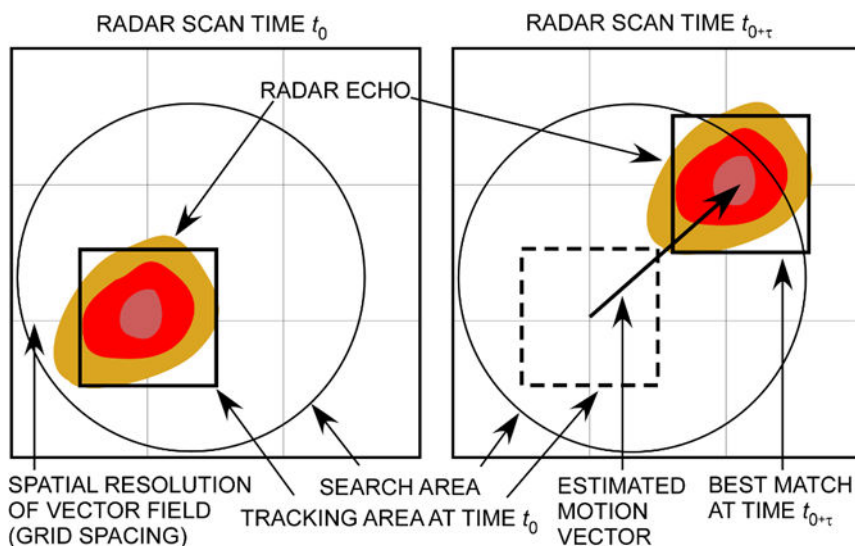 RADAR SCAN TIME t₀
RADAR SCAN TIME t₀₊τ
RADAR ECHO
SPATIAL RESOLUTION
OF VECTOR FIELD
(GRID SPACING)
SEARCH AREA
TRACKING AREA AT TIME t₀
ESTIMATED
MOTION
VECTOR
BEST MATCH
AT TIME t₀₊τ